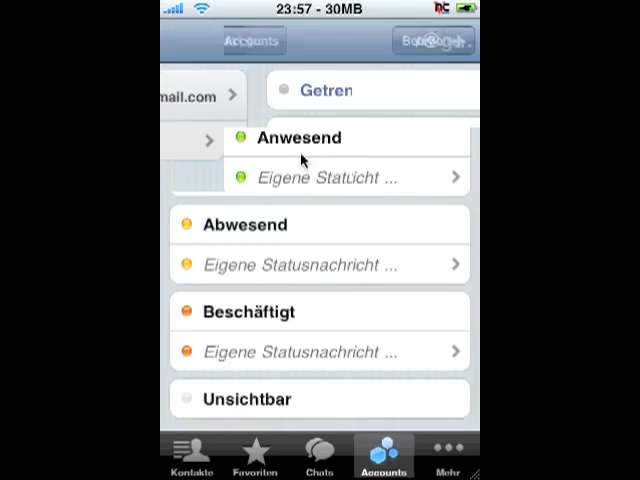 23:57 - 30MB
Accounts
mail.com
Getren
Anwesend
Eigene
Abwesend
Eigene Statusnachricht ...
Beschäftigt
Eigene Statusnachricht ...
Unsichtbar
Kontakte Favoriten Chats Accounts Mehr